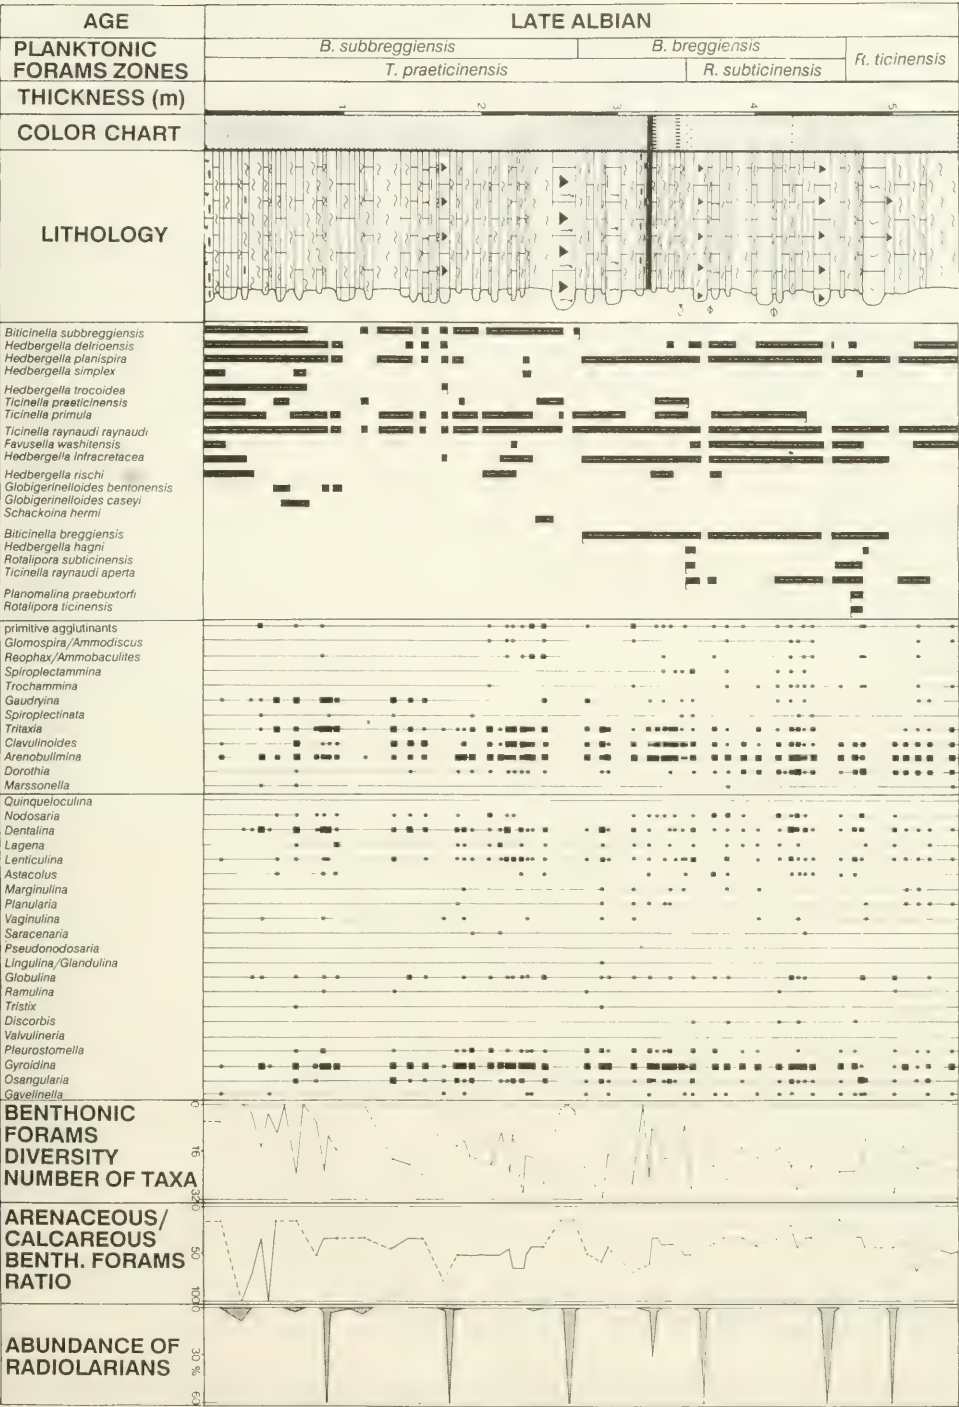 AGE
LATE ALBIAN
PLANKTONIC
FORAMS ZONES
B. subbreggiensis
B. breggiensis
Rt. ticinensis
T. praeticinensis
R. subticinensis
THICKNESS (m)
1
2
3
4
5
COLOR CHART
LITHOLOGY
Biticinella subbreggiensis
Hedbergella delrioensis
Hedbergella planispira
Hedbergella simplex
Hedbergella trocoidea
Ticinella praeticinensis
Ticinella primula
Ticinella raynaudi raynaudi
Favusella washitensis
Hedbergella infracretacea
Hedbergella rischi
Globigerinelloides bentonensis
Globigerinelloides caseyi
Schackoina hermi
Biticinella breggiensis
Hedbergella hagni
Rotalipora subticinensis
Ticinella raynaudi aperta
Planomalina praebuxtorfi
Rotalipora ticinensis
primitive agglutinants
Glomospira/Ammodiscus
Reophax/Ammobaculites
Spiroplectammina
Trochammina
Gaudryina
Spiroplectinata
Tritaxia
Clavulinoides
Arenobulimina
Dorothia
Marssonella
Quinqueloculina
Nodosaria
Dentalina
Lagena
Lenticulina
Astacolus
Marginulina
Planularia
Vaginulina
Saracenaria
Pseudonodosaria
Lingulina/Glandulina
Globulina
Ramulina
Tristix
Discorbis
Valvulineria
Pleurostomella
Gyroidina
Osangularia
Gavelinella
BENTHONIC
FORAMS
DIVERSITY
NUMBER OF TAXA
0
16
32
ARENACEOUS/
CALCAREOUS
BENTH. FORAMS
RATIO
0
50
100
ABUNDANCE OF
RADIOLARIANS
0
30 %
60